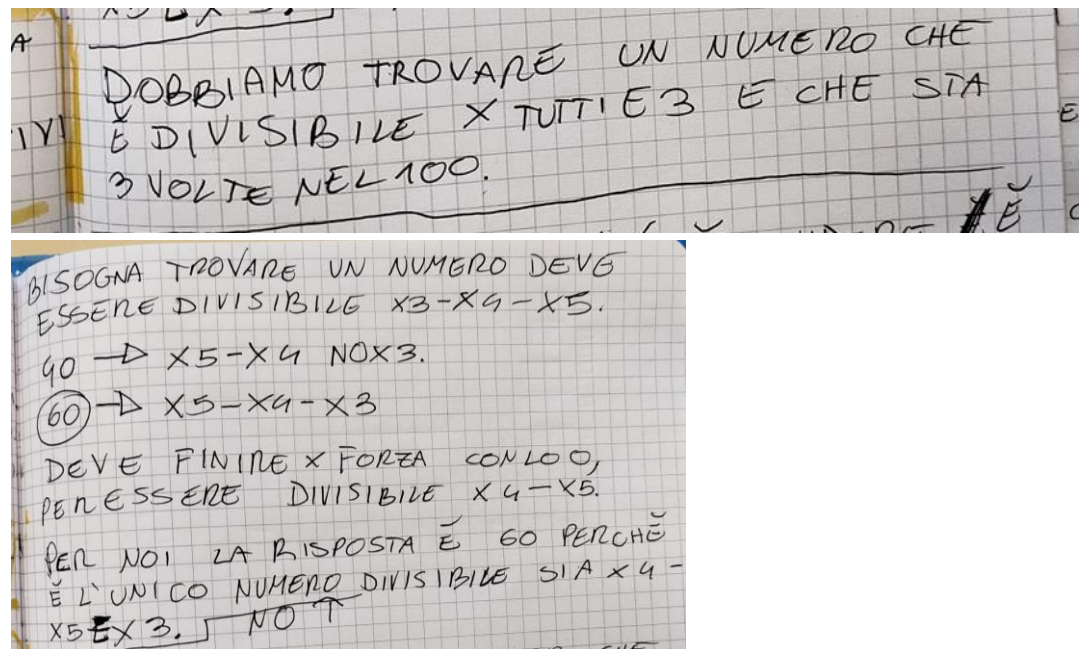 DOBBIAMO TROVARE UN NUMERO CHE
È DIVISIBILE X TUTTI E 3 E CHE STA
3 VOLTE NEL 100.
È
BISOGNA TROVARE UN NUMERO DEVE
ESSERE DIVISIBILE X3-X4-X5.
40 → X5-X4 NO X3.
60 → X5-X4-X3
DEVE FINIRE X FORZA CON LO 0,
PER ESSERE DIVISIBILE X4-X5.
PER NOI LA RISPOSTA È 60 PERCHÈ
È L'UNICO NUMERO DIVISIBILE SIA X4-
X5 E X3. NO ↑